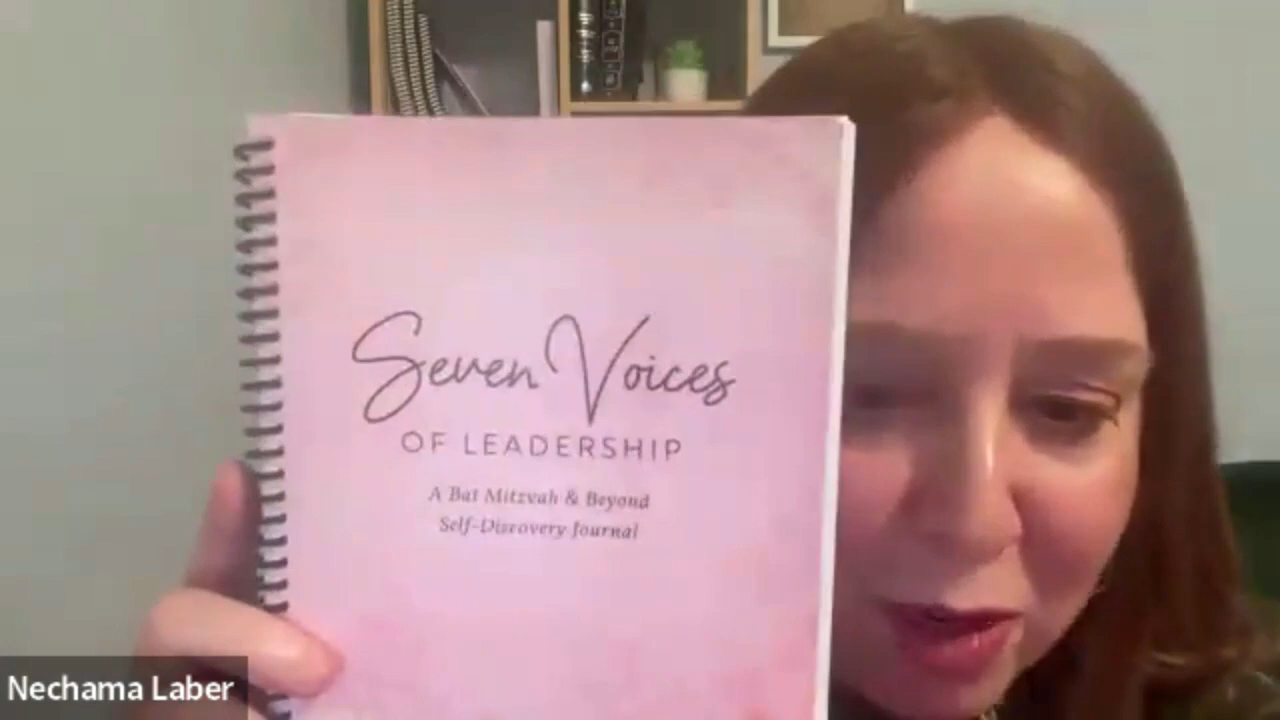 Seven Voices
OF LEADERSHIP
A Bat Mitzvah & Beyond
Self-Discovery Journal
Nechama Laber